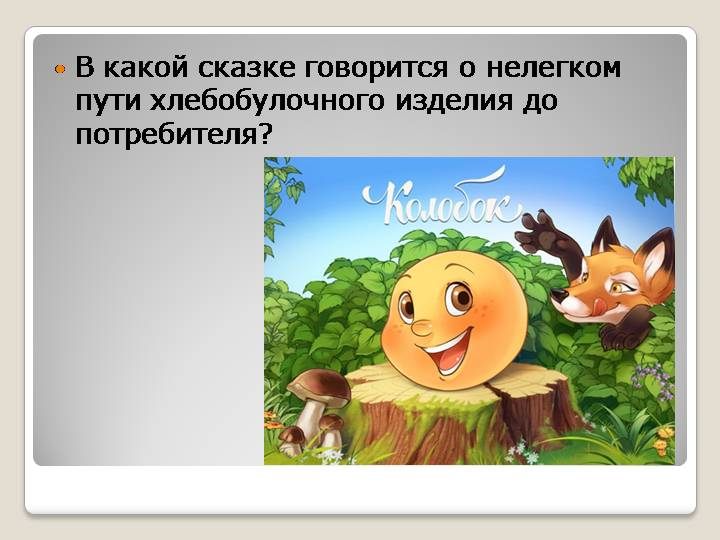 В какой сказке говорится о нелегком
пути хлебобулочного изделия до
потребителя?
Колобок